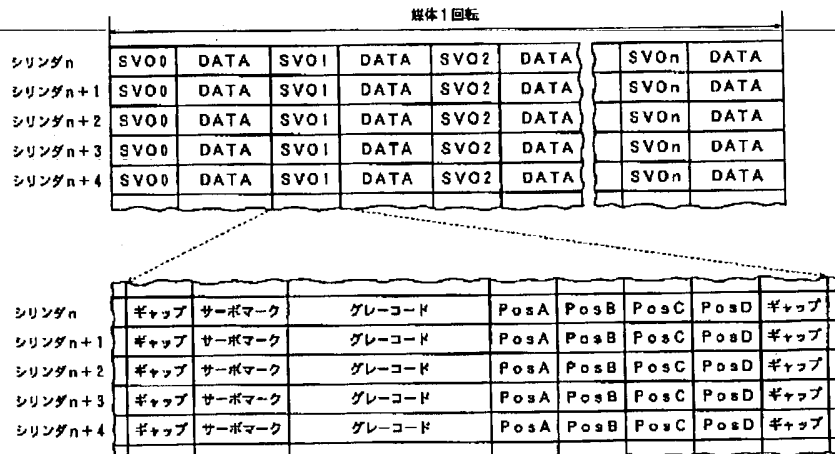 媒体1回転
シリンダn SVO0 DATA SVO1 DATA SVO2 DATA SVOn DATA
シリンダn+1 SVO0 DATA SVO1 DATA SVO2 DATA SVOn DATA
シリンダn+2 SVO0 DATA SVO1 DATA SVO2 DATA SVOn DATA
シリンダn+3 SVO0 DATA SVO1 DATA SVO2 DATA SVOn DATA
シリンダn+4 SVO0 DATA SVO1 DATA SVO2 DATA SVOn DATA
シリンダn ギャップ サーボマーク グレーコード PosA PosB PosC PosD ギャップ
シリンダn+1 ギャップ サーボマーク グレーコード PosA PosB PosC PosD ギャップ
シリンダn+2 ギャップ サーボマーク グレーコード PosA PosB PosC PosD ギャップ
シリンダn+3 ギャップ サーボマーク グレーコード PosA PosB PosC PosD ギャップ
シリンダn+4 ギャップ サーボマーク グレーコード PosA PosB PosC PosD ギャップ